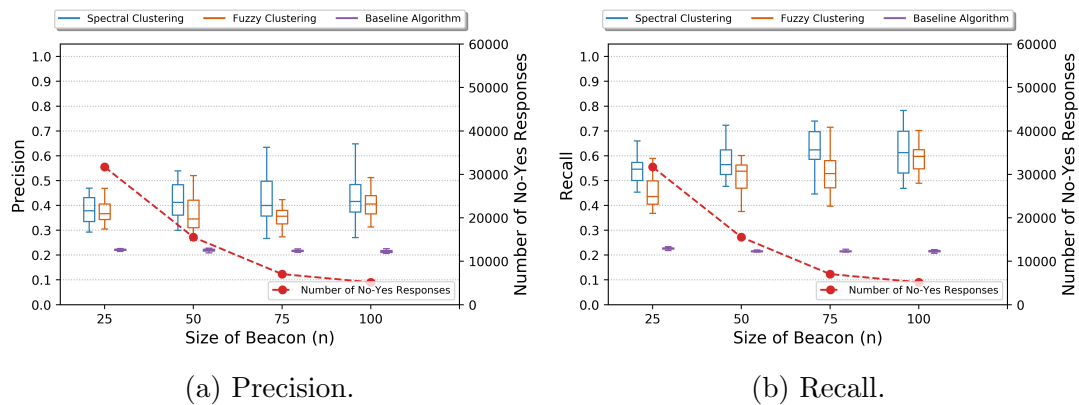 Spectral Clustering Fuzzy Clustering Baseline Algorithm
1.0
0.9
0.8
0.7
0.6
0.5
0.4
0.3
0.2
0.1
0.0
Precision
60000
50000
40000
30000
20000
10000
0
Number of No-Yes Responses
Number of No-Yes Responses
25 50 75 100
Size of Beacon (n)
(a) Precision.
Spectral Clustering Fuzzy Clustering Baseline Algorithm
1.0
0.9
0.8
0.7
0.6
0.5
0.4
0.3
0.2
0.1
0.0
Recall
60000
50000
40000
30000
20000
10000
0
Number of No-Yes Responses
Number of No-Yes Responses
25 50 75 100
Size of Beacon (n)
(b) Recall.